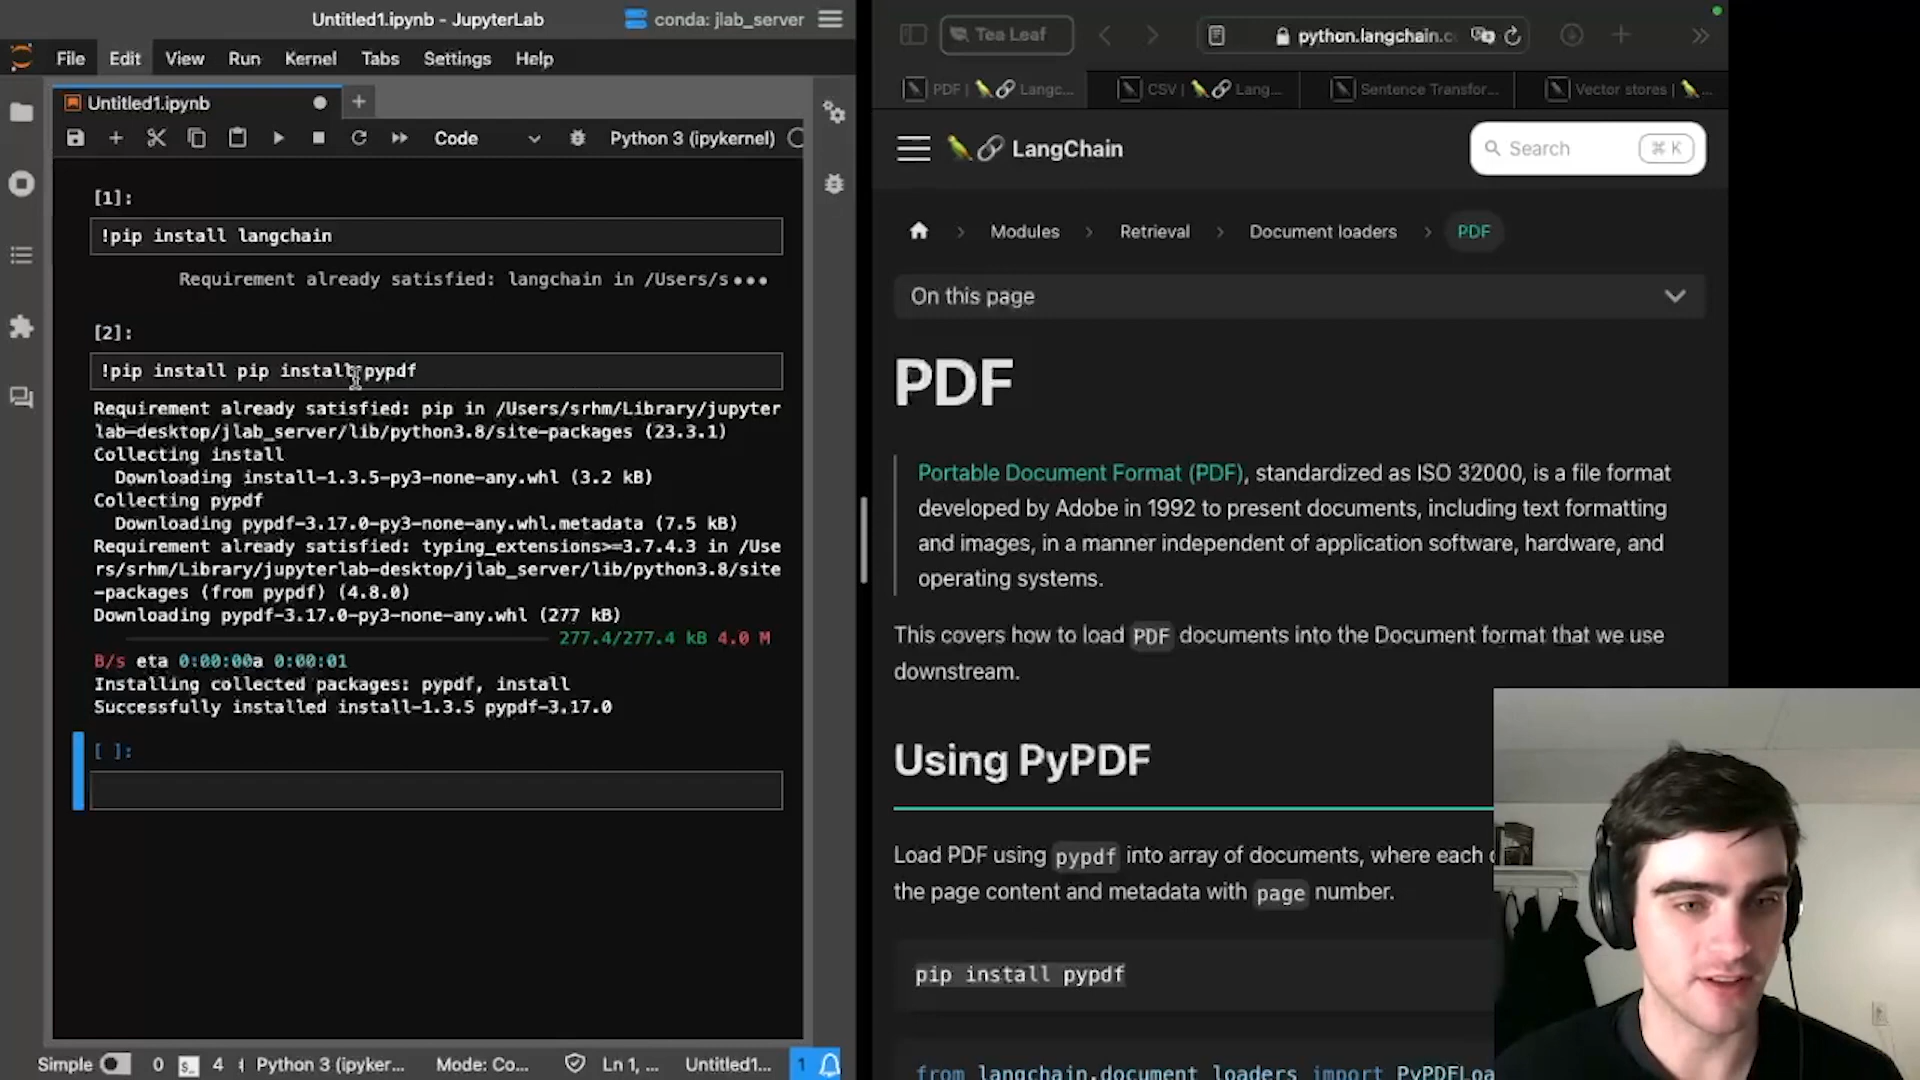 Untitled1.ipynb - JupyterLab
conda: jlab_server
File Edit View Run Kernel Tabs Settings Help
Untitled1.ipynb
Code
Python 3 (ipykernel)
[1]:
!pip install langchain
Requirement already satisfied: langchain in /Users/s•••
[2]:
!pip install pip install pypdf
Requirement already satisfied: pip in /Users/srhm/Library/jupyter
lab-desktop/jlab_server/lib/python3.8/site-packages (23.3.1)
Collecting install
Downloading install-1.3.5-py3-none-any.whl (3.2 kB)
Collecting pypdf
Downloading pypdf-3.17.0-py3-none-any.whl.metadata (7.5 kB)
Requirement already satisfied: typing_extensions>=3.7.4.3 in /Use
rs/srhm/Library/jupyterlab-desktop/jlab_server/lib/python3.8/site
-packages (from pypdf) (4.8.0)
Downloading pypdf-3.17.0-py3-none-any.whl (277 kB)
277.4/277.4 kB 4.0 M
B/s eta 0:00:00a 0:00:01
Installing collected packages: pypdf, install
Successfully installed install-1.3.5 pypdf-3.17.0
[ ]:
Simple 0 4 Python 3 (ipyker... Mode: Co... Ln 1, ... Untitled1... 1
Tea Leaf
python.langchain.c
PDF | Langc...
CSV | Lang...
Sentence Transfor...
Vector stores | ...
LangChain
Search ⌘ K
Modules > Retrieval > Document loaders > PDF
On this page
PDF
Portable Document Format (PDF), standardized as ISO 32000, is a file format
developed by Adobe in 1992 to present documents, including text formatting
and images, in a manner independent of application software, hardware, and
operating systems.
This covers how to load PDF documents into the Document format that we use
downstream.
Using PyPDF
Load PDF using pypdf into array of documents, where each
the page content and metadata with page number.
pip install pypdf
from langchain.document_loaders import PyPDFLoa